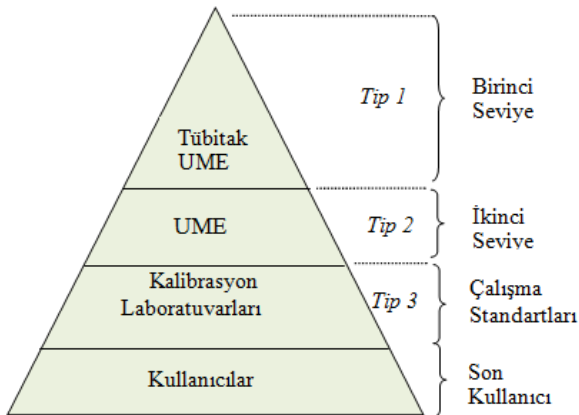 Tip 1
Birinci
Seviye
Tübitak
UME
UME
Tip 2
İkinci
Seviye
Kalibrasyon
Laboratuvarları
Tip 3
Çalışma
Standartları
Kullanıcılar
Son
Kullanıcı